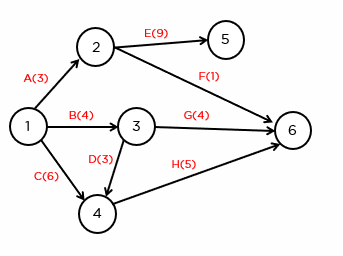 E(9)
5
2
A(3)
F(1)
B(4)
G(4)
1
3
6
D(3)
H(5)
C(6)
4